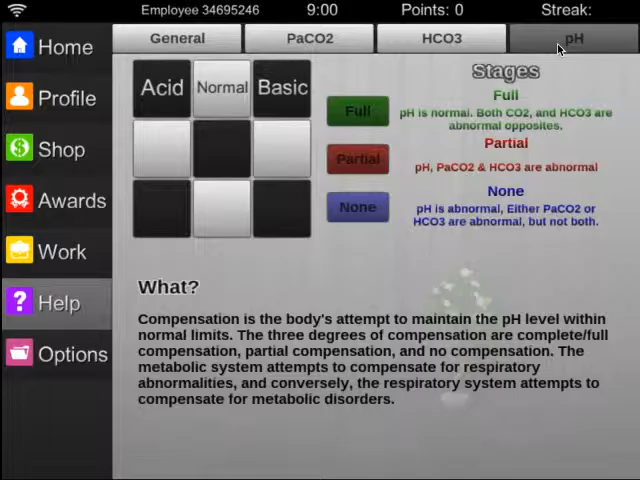 Employee 34695246 9:00 Points: 0 Streak:
Home
Profile
Shop
Awards
Work
Help
Options
General PaCO2 HCO3 pH
Acid Normal Basic
Full
Partial
None
Stages
Full
pH is normal. Both CO2, and HCO3 are
abnormal opposites.
Partial
pH, PaCO2 & HCO3 are abnormal
None
pH is abnormal, Either PaCO2 or
HCO3 are abnormal, but not both.
What?
Compensation is the body's attempt to maintain the pH level within
normal limits. The three degrees of compensation are complete/full
compensation, partial compensation, and no compensation. The
metabolic system attempts to compensate for respiratory
abnormalities, and conversely, the respiratory system attempts to
compensate for metabolic disorders.